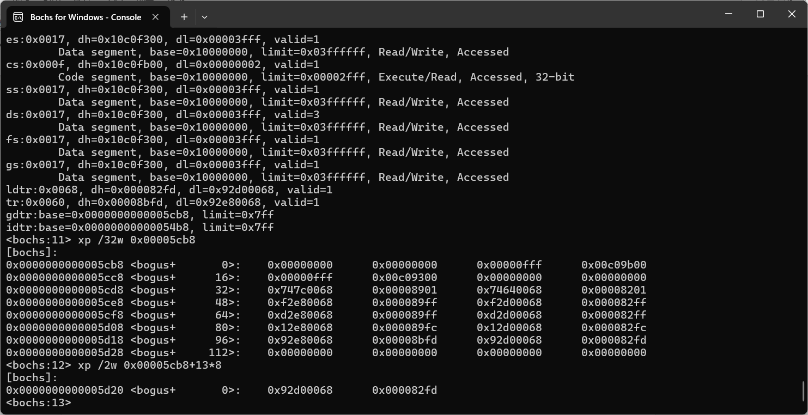 Bochs for Windows - Console
es:0x0017, dh=0x10c0f300, dl=0x00003fff, valid=1
Data segment, base=0x10000000, limit=0x03ffffff, Read/Write, Accessed
cs:0x000f, dh=0x10c0fb00, dl=0x00000002, valid=1
Code segment, base=0x10000000, limit=0x00002fff, Execute/Read, Accessed, 32-bit
ss:0x0017, dh=0x10c0f300, dl=0x00003fff, valid=1
Data segment, base=0x10000000, limit=0x03ffffff, Read/Write, Accessed
ds:0x0017, dh=0x10c0f300, dl=0x00003fff, valid=3
Data segment, base=0x10000000, limit=0x03ffffff, Read/Write, Accessed
fs:0x0017, dh=0x10c0f300, dl=0x00003fff, valid=1
Data segment, base=0x10000000, limit=0x03ffffff, Read/Write, Accessed
gs:0x0017, dh=0x10c0f300, dl=0x00003fff, valid=1
Data segment, base=0x10000000, limit=0x03ffffff, Read/Write, Accessed
ldtr:0x0068, dh=0x000082fd, dl=0x92d00068, valid=1
tr:0x0060, dh=0x00008bfd, dl=0x92e80068, valid=1
gdtr:base=0x0000000000005cb8, limit=0x7ff
idtr:base=0x00000000000054b8, limit=0x7ff
<bochs:11> xp /32w 0x00005cb8
[bochs]:
0x0000000000005cb8 <bogus+       0>:    0x00000000      0x00000000      0x00000fff      0x00c09b00
0x0000000000005cc8 <bogus+      16>:    0x00000fff      0x00c09300      0x00000000      0x00000000
0x0000000000005cd8 <bogus+      32>:    0x747c0068      0x00008901      0x74640068      0x00008201
0x0000000000005ce8 <bogus+      48>:    0xf2e80068      0x000089ff      0xf2d00068      0x000082ff
0x0000000000005cf8 <bogus+      64>:    0xd2e80068      0x000089ff      0xd2d00068      0x000082ff
0x0000000000005d08 <bogus+      80>:    0x12e80068      0x000089fc      0x12d00068      0x000082fc
0x0000000000005d18 <bogus+      96>:    0x92e80068      0x00008bfd      0x92d00068      0x000082fd
0x0000000000005d28 <bogus+     112>:    0x00000000      0x00000000      0x00000000      0x00000000
<bochs:12> xp /2w 0x00005cb8+13*8
[bochs]:
0x0000000000005d20 <bogus+       0>:    0x92d00068      0x000082fd
<bochs:13>